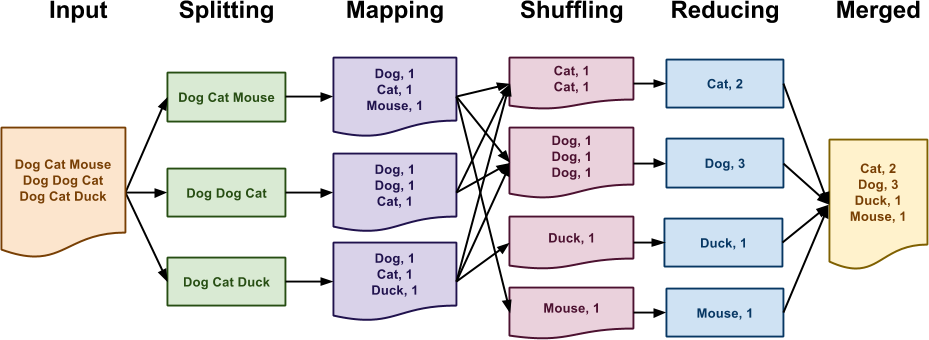 Input
Splitting
Mapping
Shuffling
Reducing
Merged
Dog Cat Mouse
Dog Dog Cat
Dog Cat Duck
Dog Cat Mouse
Dog Dog Cat
Dog Cat Duck
Dog, 1
Cat, 1
Mouse, 1
Dog, 1
Dog, 1
Cat, 1
Dog, 1
Cat, 1
Duck, 1
Cat, 1
Cat, 1
Dog, 1
Dog, 1
Dog, 1
Duck, 1
Mouse, 1
Cat, 2
Dog, 3
Duck, 1
Mouse, 1
Cat, 2
Dog, 3
Duck, 1
Mouse, 1